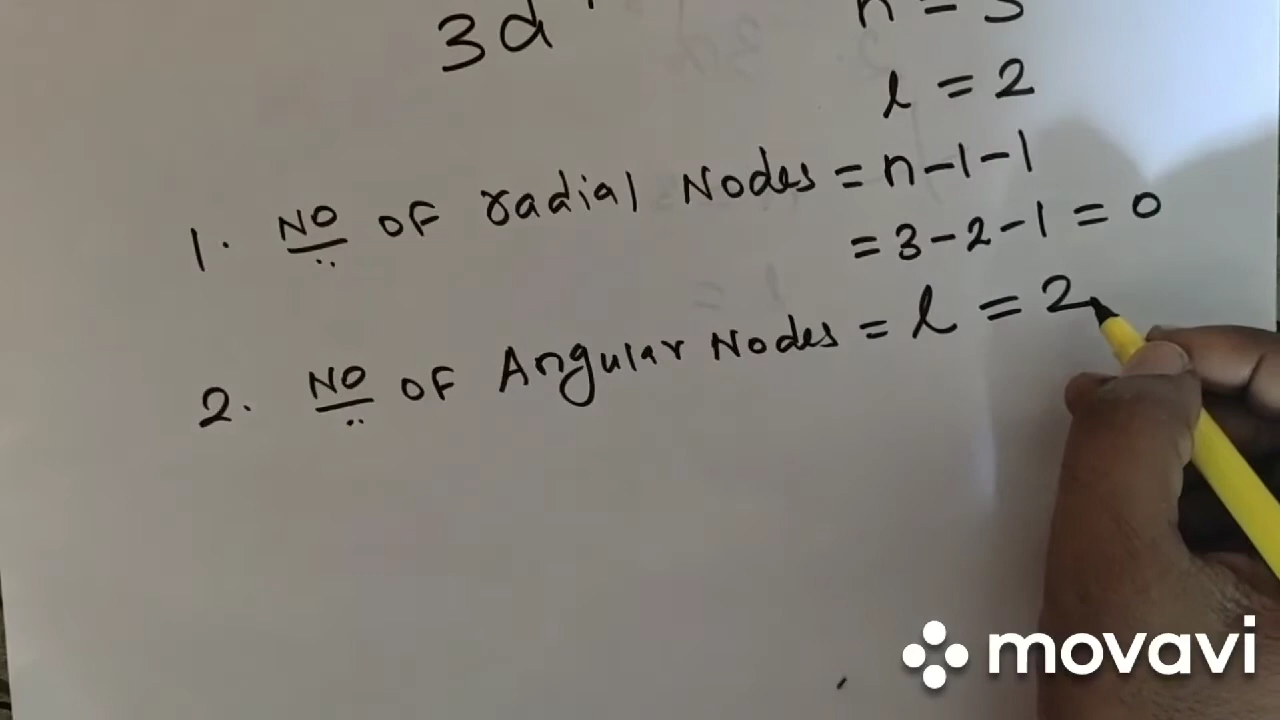 3d
n = 3
l = 2
1. NO of radial Nodes = n-l-1
= 3-2-1 = 0
2. NO of Angular Nodes = l = 2
movavi